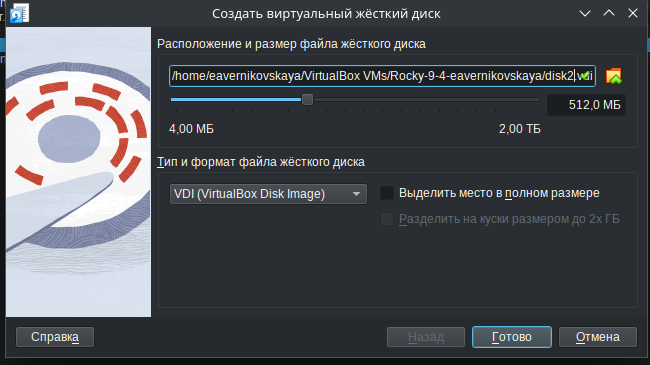 Создать виртуальный жёсткий диск
Расположение и размер файла жёсткого диска
/home/eavernikovskaya/VirtualBox VMs/Rocky-9-4-eavernikovskaya/disk2.vdi
512,0 МБ
4,00 МБ 2,00 ТБ
Тип и формат файла жёсткого диска
VDI (VirtualBox Disk Image) Выделить место в полном размере
Разделить на куски размером до 2х ГБ
Справка Назад Готово Отмена